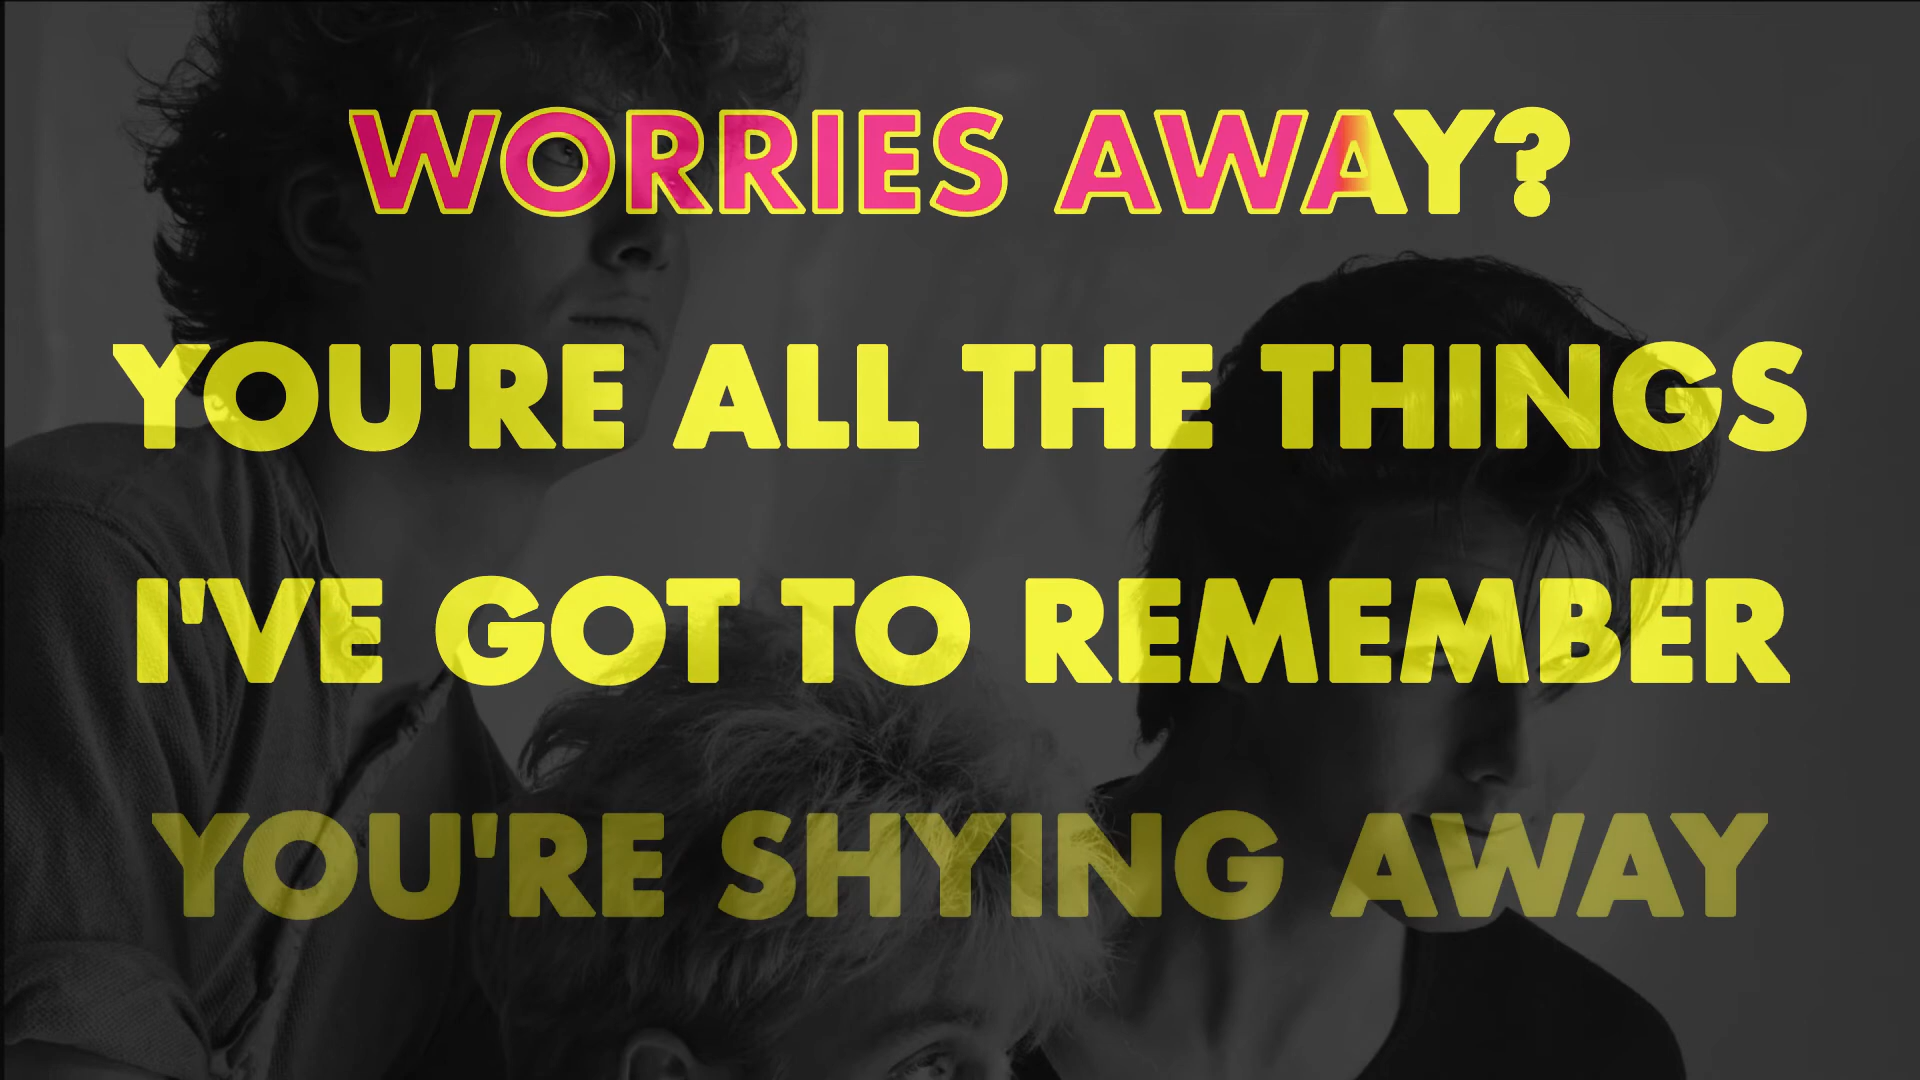 WORRIES AWAY?
YOU'RE ALL THE THINGS
I'VE GOT TO REMEMBER
YOU'RE SHYING AWAY